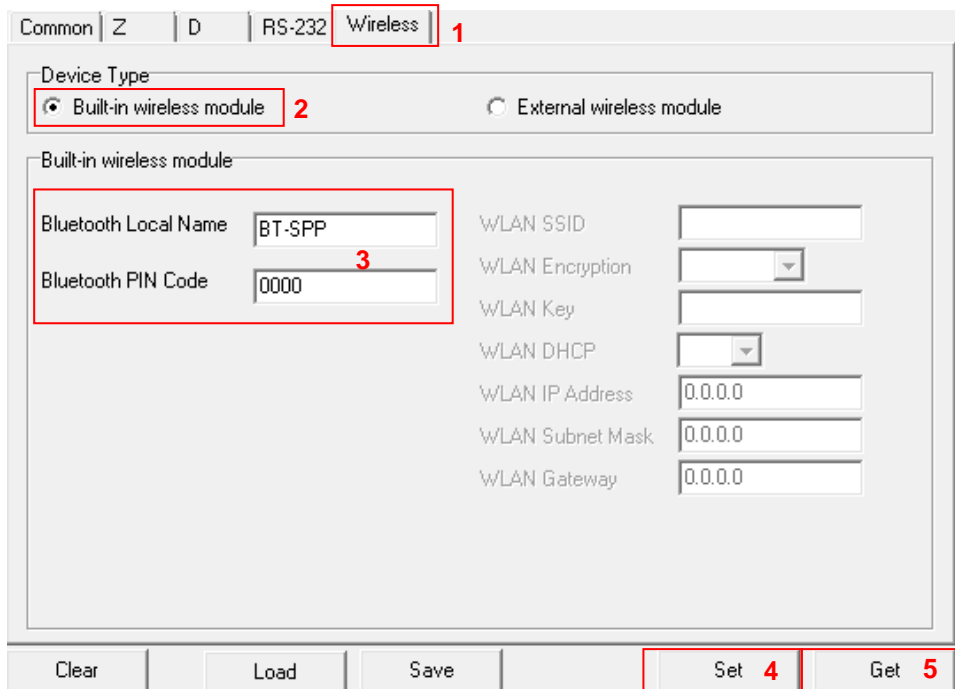 Common Z D RS-232 Wireless 1
Device Type
Built-in wireless module 2 External wireless module
Built-in wireless module
Bluetooth Local Name BT-SPP
3
Bluetooth PIN Code 0000
WLAN SSID
WLAN Encryption
WLAN Key
WLAN DHCP
WLAN IP Address 0.0.0.0
WLAN Subnet Mask 0.0.0.0
WLAN Gateway 0.0.0.0
Clear Load Save Set 4 Get 5